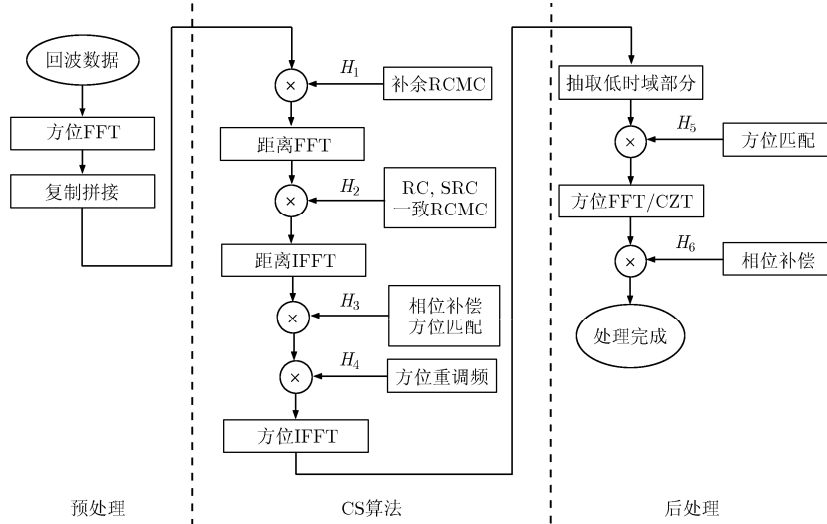 回波数据
方位FFT
复制拼接
预处理
×
H1
补余RCMC
距离FFT
×
H2
RC, SRC
一致RCMC
距离IFFT
×
H3
相位补偿
方位匹配
×
H4
方位重调频
方位IFFT
CS算法
抽取低时域部分
×
H5
方位匹配
方位FFT/CZT
×
H6
相位补偿
处理完成
后处理